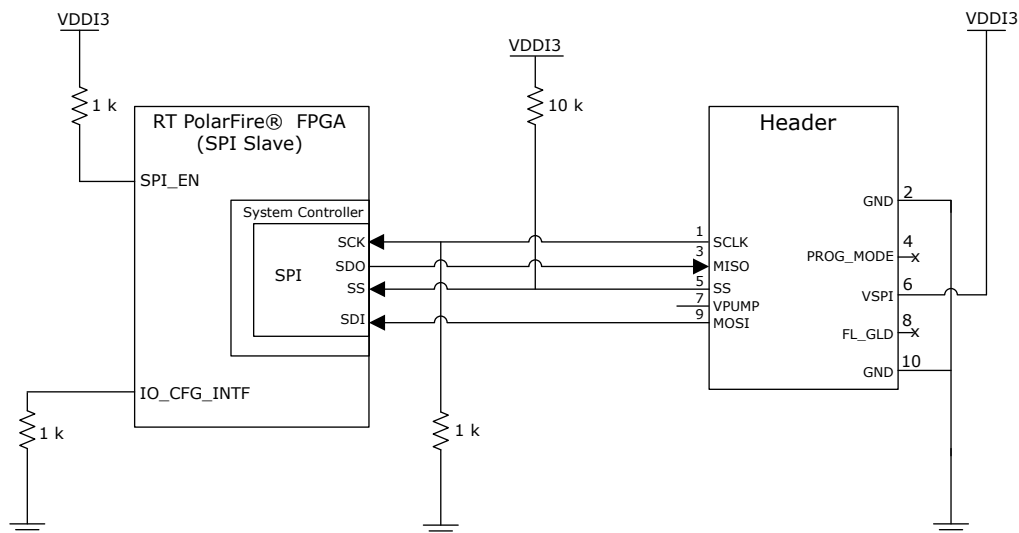 VDDI3
VDDI3
VDDI3
1 k
10 k
RT PolarFire® FPGA
(SPI Slave)
Header
SPI_EN
System Controller
SPI
SCK
SDO
SS
SDI
IO_CFG_INTF
1 k
1 k
1
SCLK
3
MISO
5
SS
7
VPUMP
9
MOSI
GND
2
PROG_MODE
4
x
VSPI
6
FL_GLD
8
x
GND
10